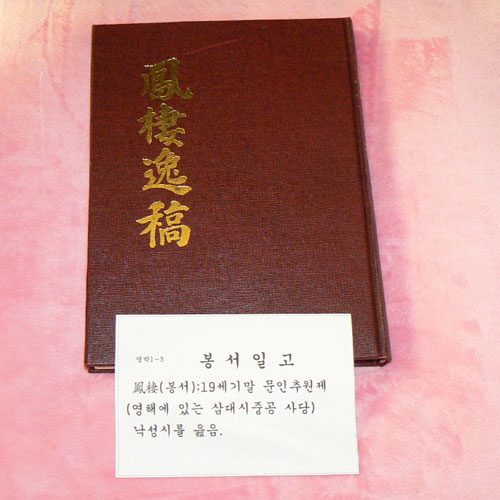 鳳棲逸稿
영박1-3 봉서일고
鳳棲(봉서):19세기말 문인추원제
(영해에 있는 삼대시중공 사당)
낙성시를 읊음.